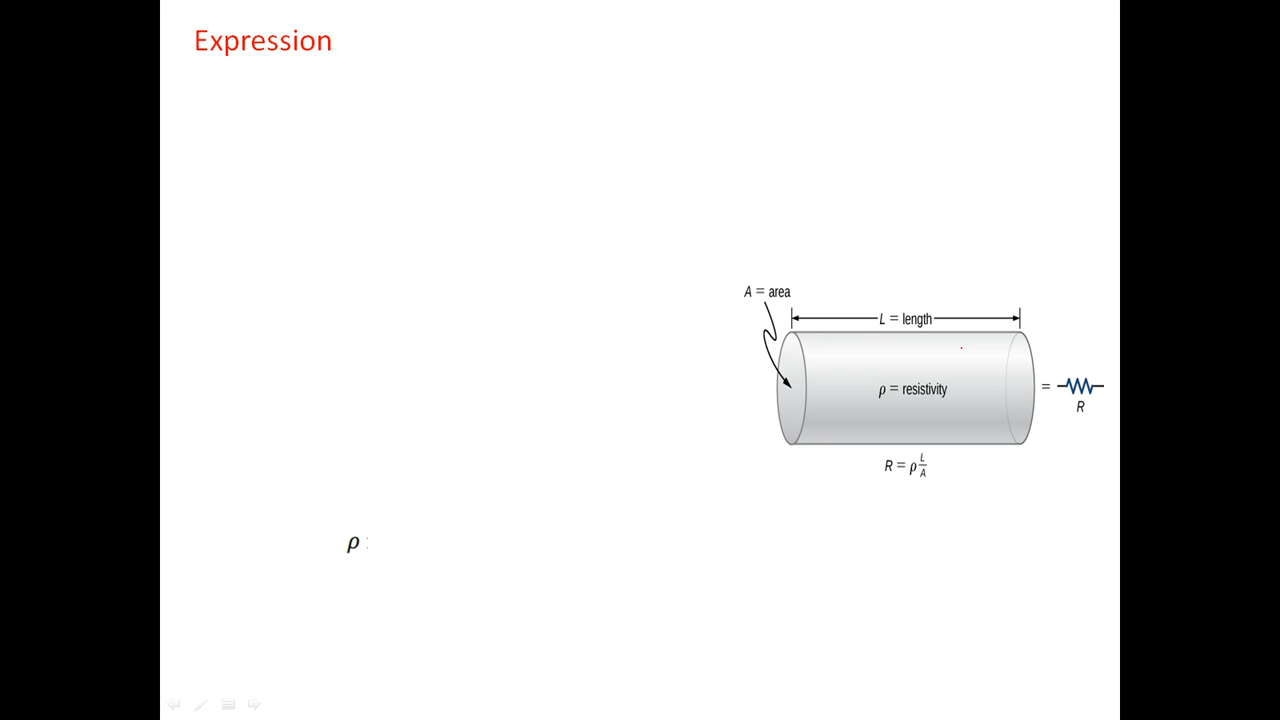 Expression
A = area
L = length
ρ = resistivity
=
R
R = ρ L/A
ρ